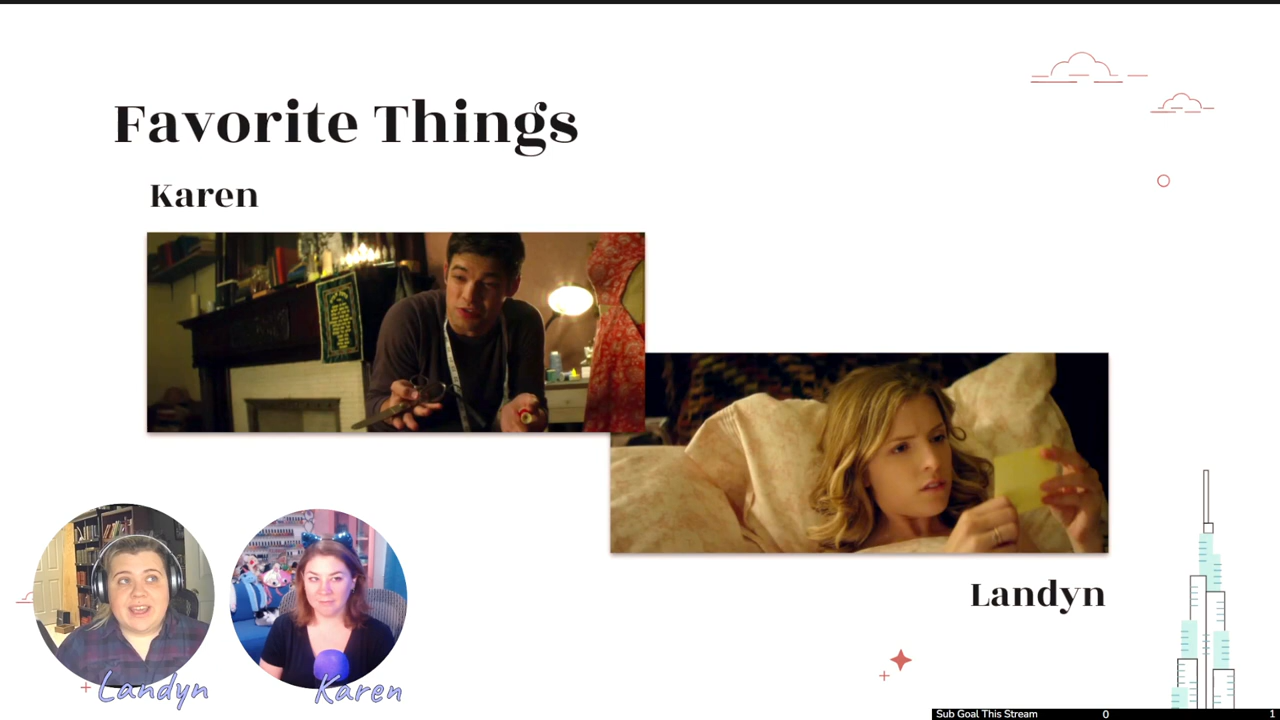 Favorite Things
Karen
Landyn
Landyn
Karen
Sub Goal This Stream 0 1